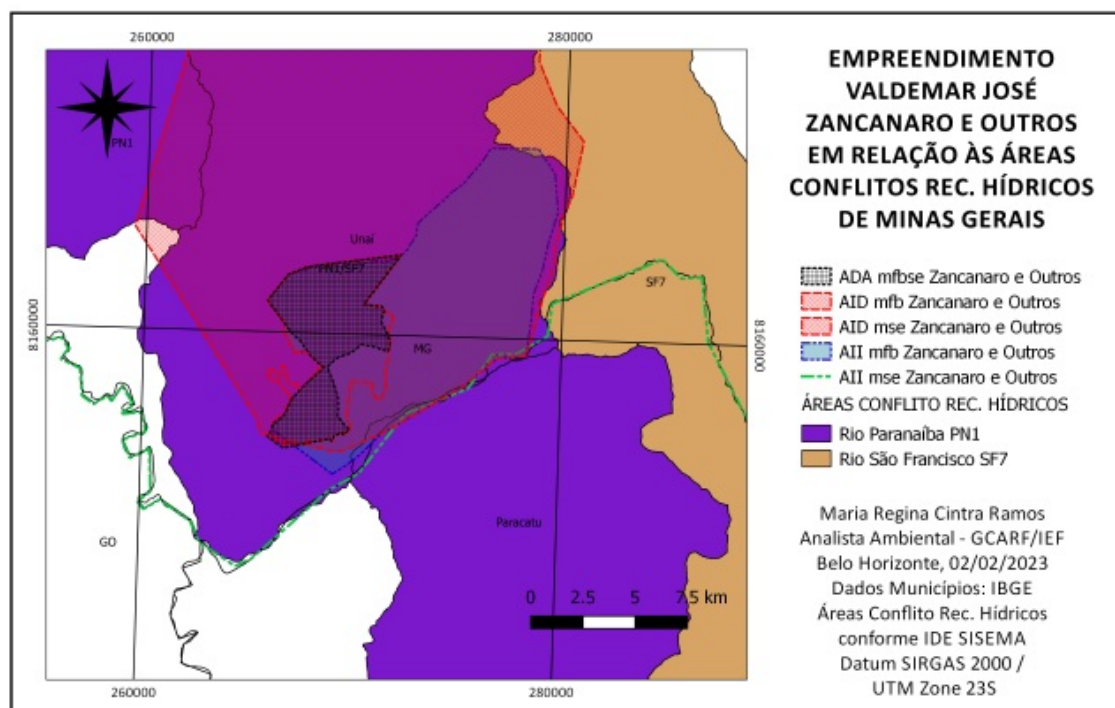 260000
280000
EMPREENDIMENTO
VALDEMAR JOSÉ
ZANCANARO E OUTROS
EM RELAÇÃO ÀS ÁREAS
CONFLITOS REC. HÍDRICOS
DE MINAS GERAIS
PN1
Unaí
PN1/SF7
SF7
8160000
8160000
MG
ADA mfbse Zancanaro e Outros
AID mfb Zancanaro e Outros
AID mse Zancanaro e Outros
AII mfb Zancanaro e Outros
AII mse Zancanaro e Outros
ÁREAS CONFLITO REC. HÍDRICOS
Rio Paranaíba PN1
Rio São Francisco SF7
Paracatu
GO
0 2.5 5 7.5 km
Maria Regina Cintra Ramos
Analista Ambiental - GCARF/IEF
Belo Horizonte, 02/02/2023
Dados Municípios: IBGE
Áreas Conflito Rec. Hídricos
conforme IDE SISEMA
Datum SIRGAS 2000 /
UTM Zone 23S
260000
280000